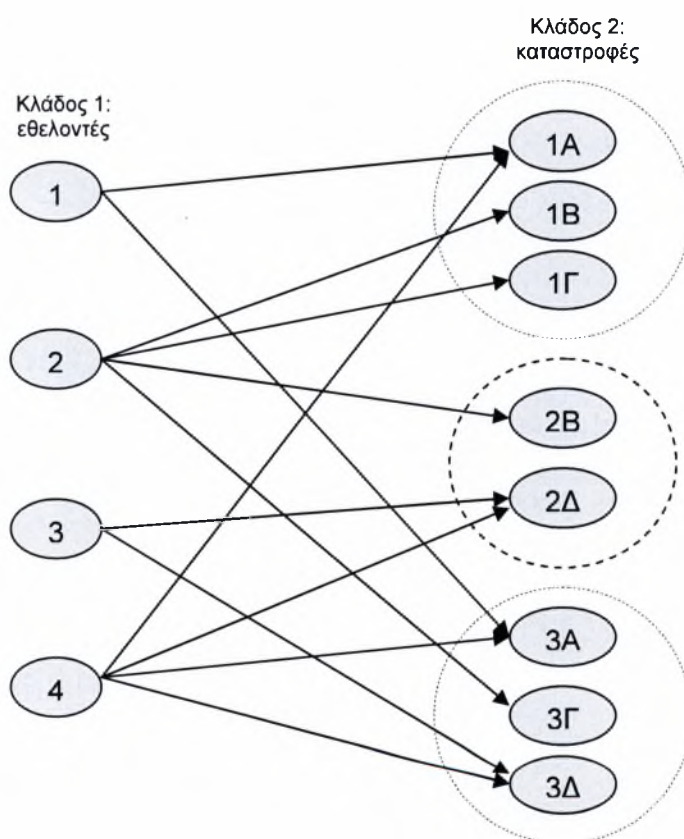 Κλάδος 2:
καταστροφές
Κλάδος 1:
εθελοντές
1Α
1
1Β
1Γ
2
2Β
2Δ
3
3Α
4
3Γ
3Δ